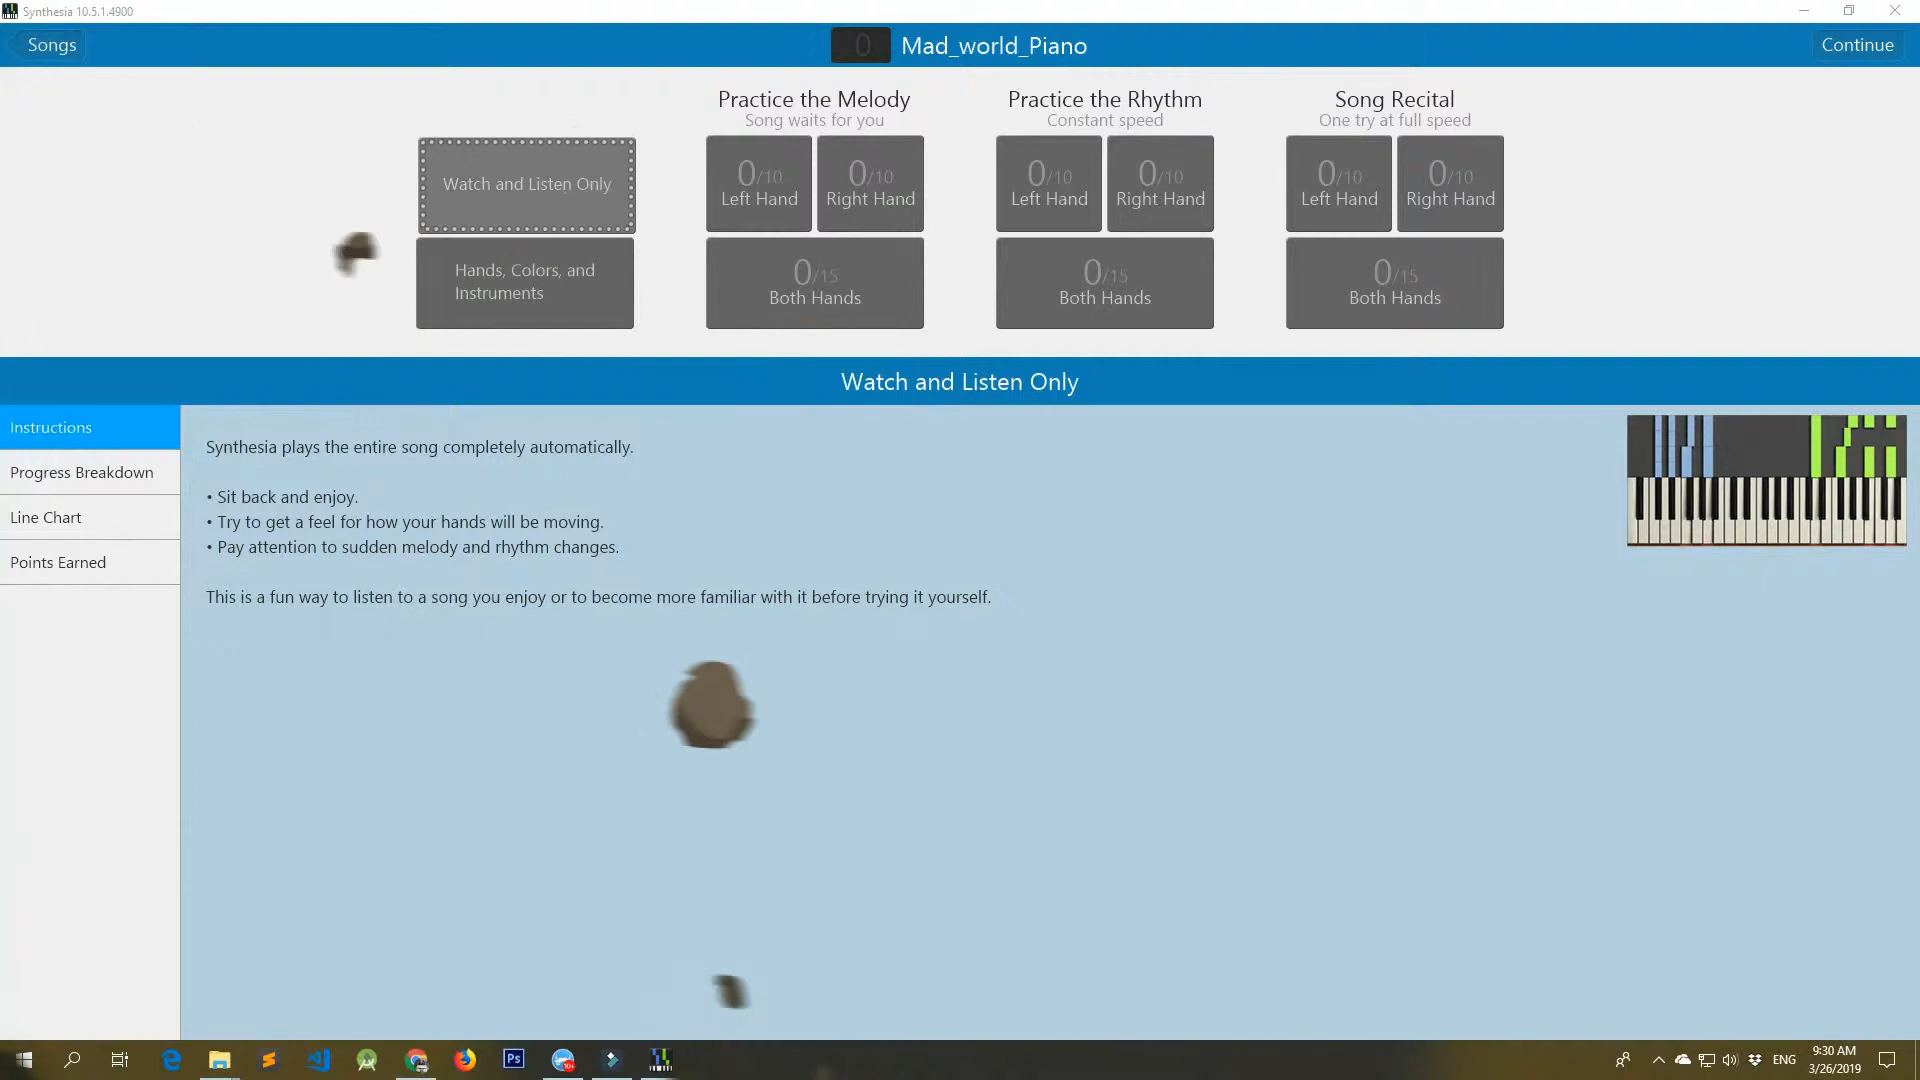 Synthesia 10.5.1.4900
Songs
0
Mad_world_Piano
Continue
Practice the Melody
Song waits for you
Practice the Rhythm
Constant speed
Song Recital
One try at full speed
Watch and Listen Only
0/10
Left Hand
0/10
Right Hand
0/10
Left Hand
0/10
Right Hand
0/10
Left Hand
0/10
Right Hand
Hands, Colors, and
Instruments
0/15
Both Hands
0/15
Both Hands
0/15
Both Hands
Watch and Listen Only
Instructions
Progress Breakdown
Line Chart
Points Earned
Synthesia plays the entire song completely automatically.
• Sit back and enjoy.
• Try to get a feel for how your hands will be moving.
• Pay attention to sudden melody and rhythm changes.
This is a fun way to listen to a song you enjoy or to become more familiar with it before trying it yourself.
Ps
10+
ENG
9:30 AM
3/26/2019